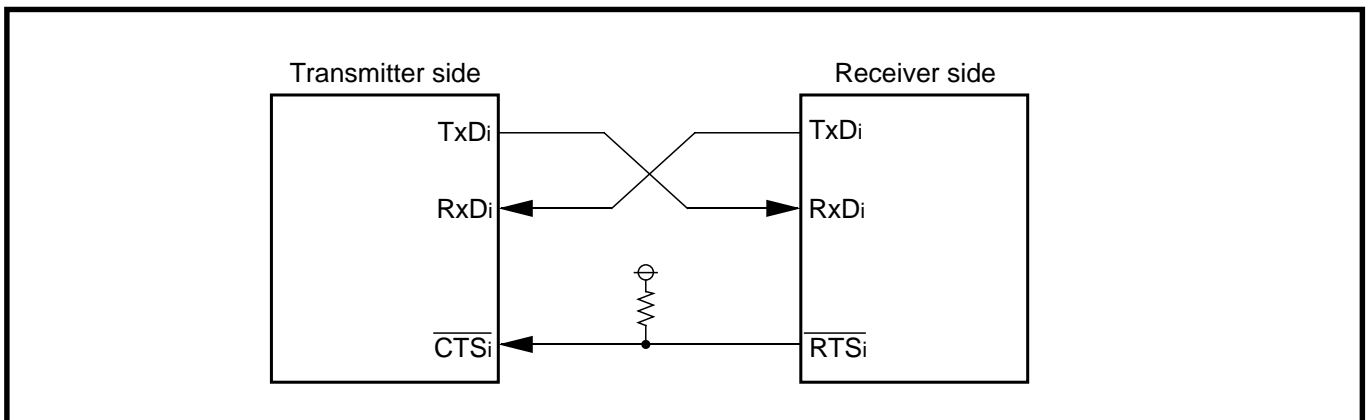 Transmitter side
Receiver side
TxDi
TxDi
RxDi
RxDi
CTSi
RTSi